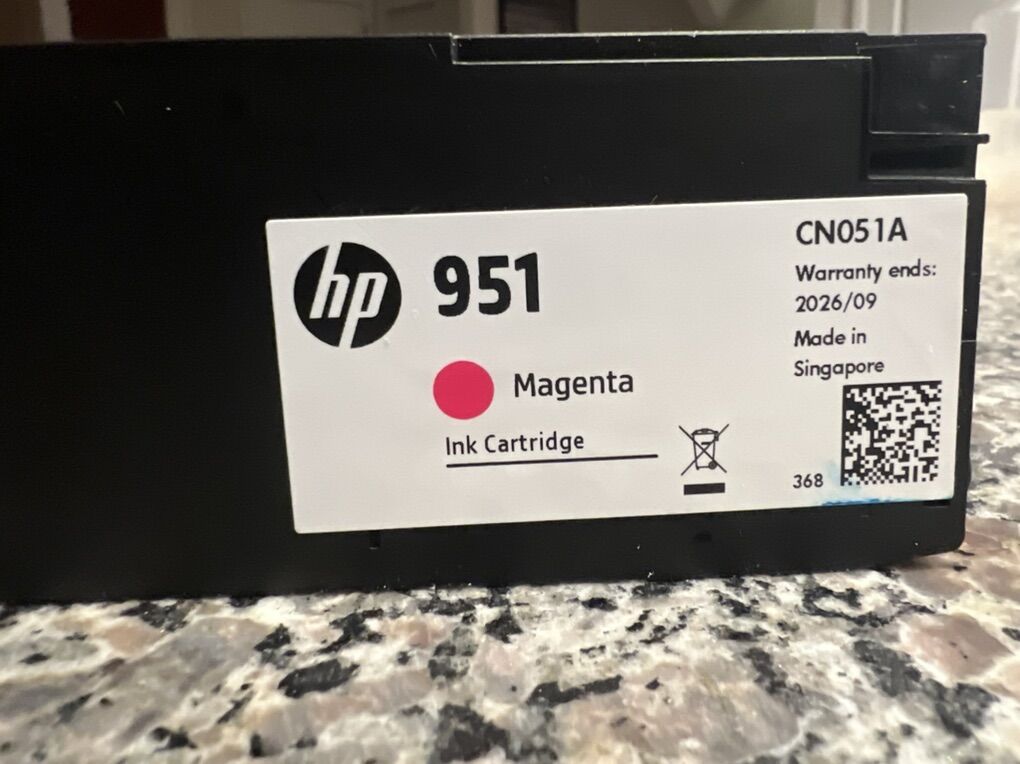 hp 951
Magenta
Ink Cartridge
CN051A
Warranty ends:
2026/09
Made in
Singapore
368